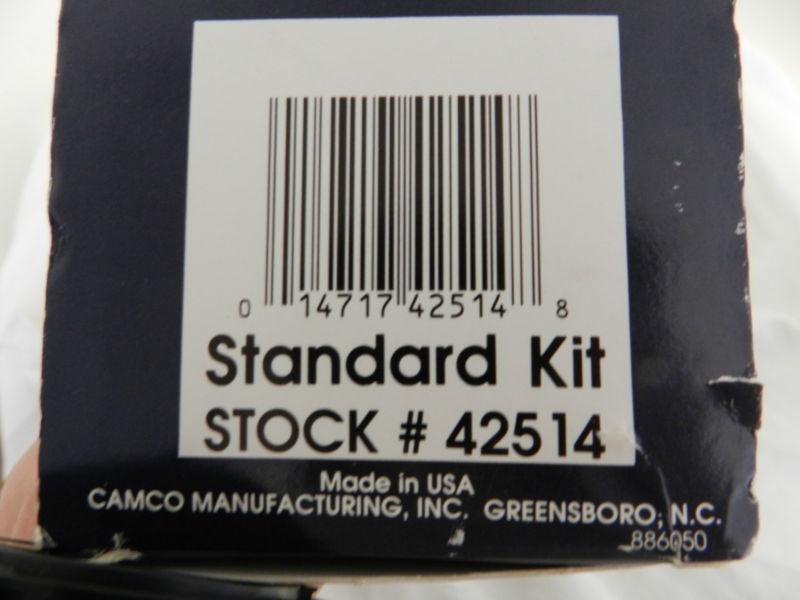 0 14717 42514 8
Standard Kit
STOCK # 42514
Made in USA
CAMCO MANUFACTURING, INC. GREENSBORO, N.C.
886050